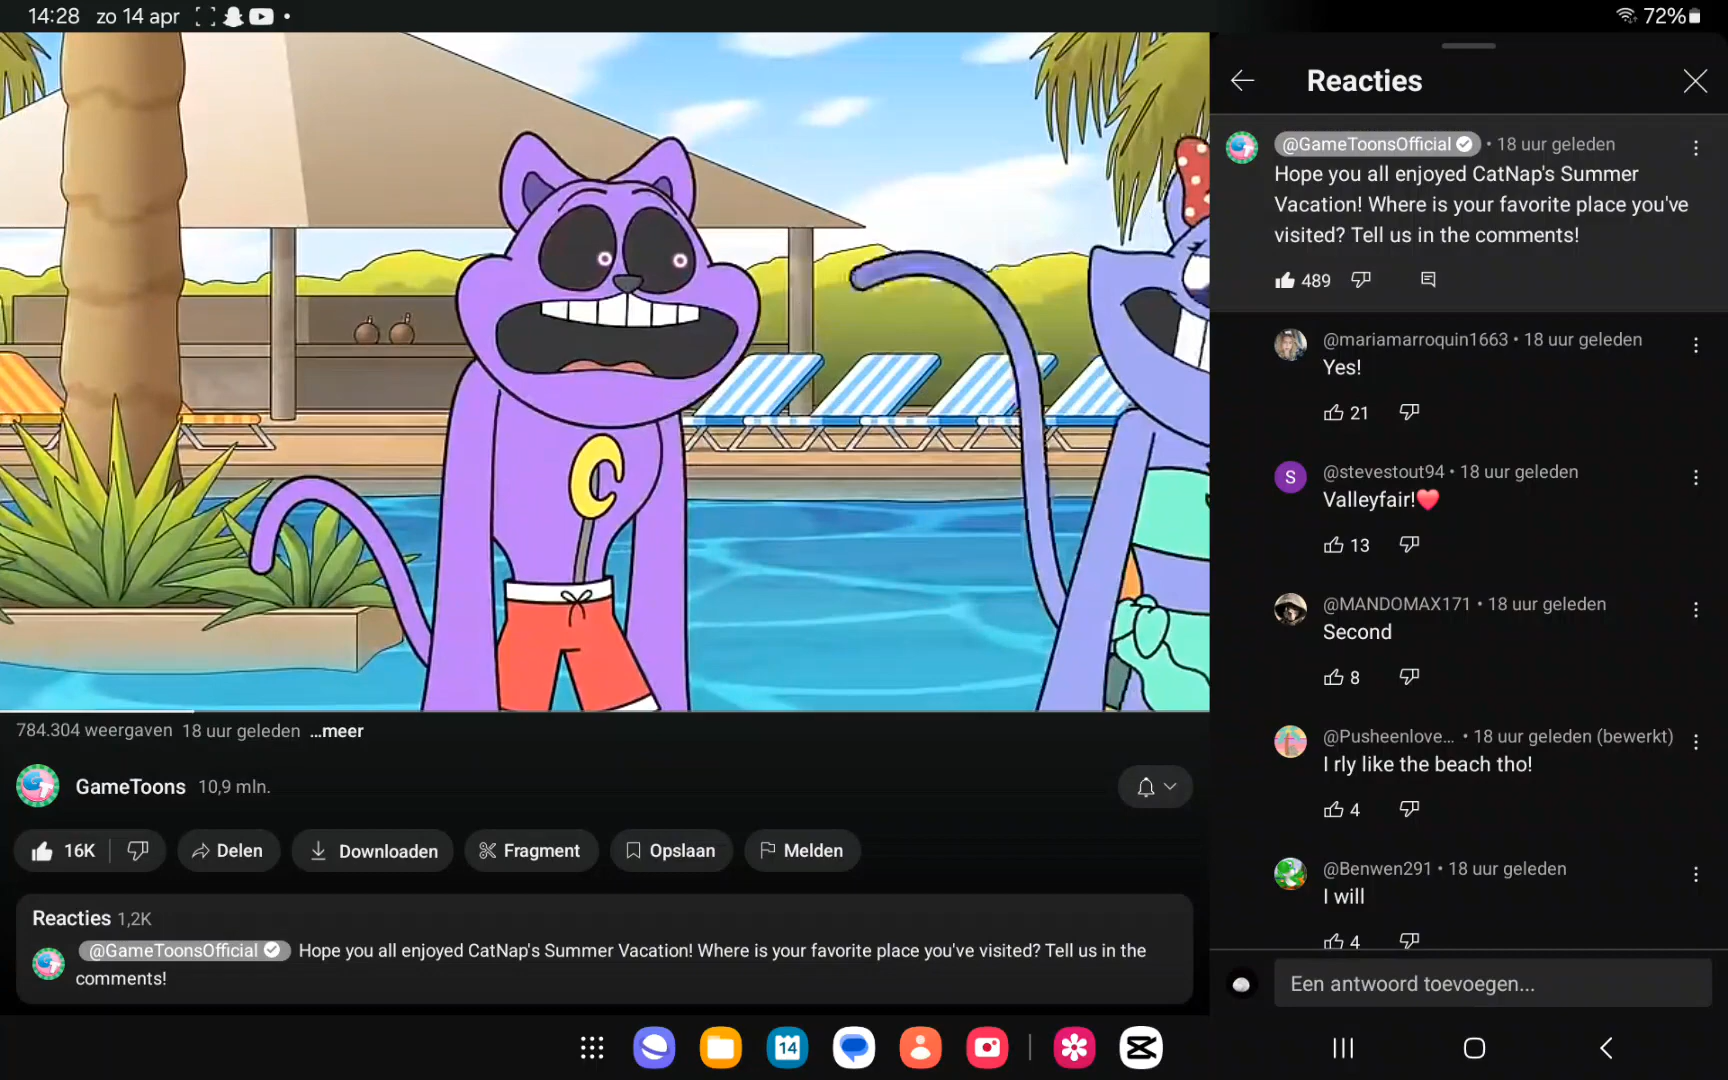 14:28 zo 14 apr
72%
Reacties
@GameToonsOfficial • 18 uur geleden
Hope you all enjoyed CatNap's Summer
Vacation! Where is your favorite place you've
visited? Tell us in the comments!
489
@mariamarroquin1663 • 18 uur geleden
Yes!
21
S
@stevestout94 • 18 uur geleden
Valleyfair!❤️
13
@MANDOMAX171 • 18 uur geleden
Second
8
@Pusheenlove... • 18 uur geleden (bewerkt)
I rly like the beach tho!
4
@Benwen291 • 18 uur geleden
I will
4
Een antwoord toevoegen...
784.304 weergaven 18 uur geleden ...meer
GameToons 10,9 mln.
16K
Delen
Downloaden
Fragment
Opslaan
Melden
Reacties 1,2K
@GameToonsOfficial Hope you all enjoyed CatNap's Summer Vacation! Where is your favorite place you've visited? Tell us in the
comments!
14